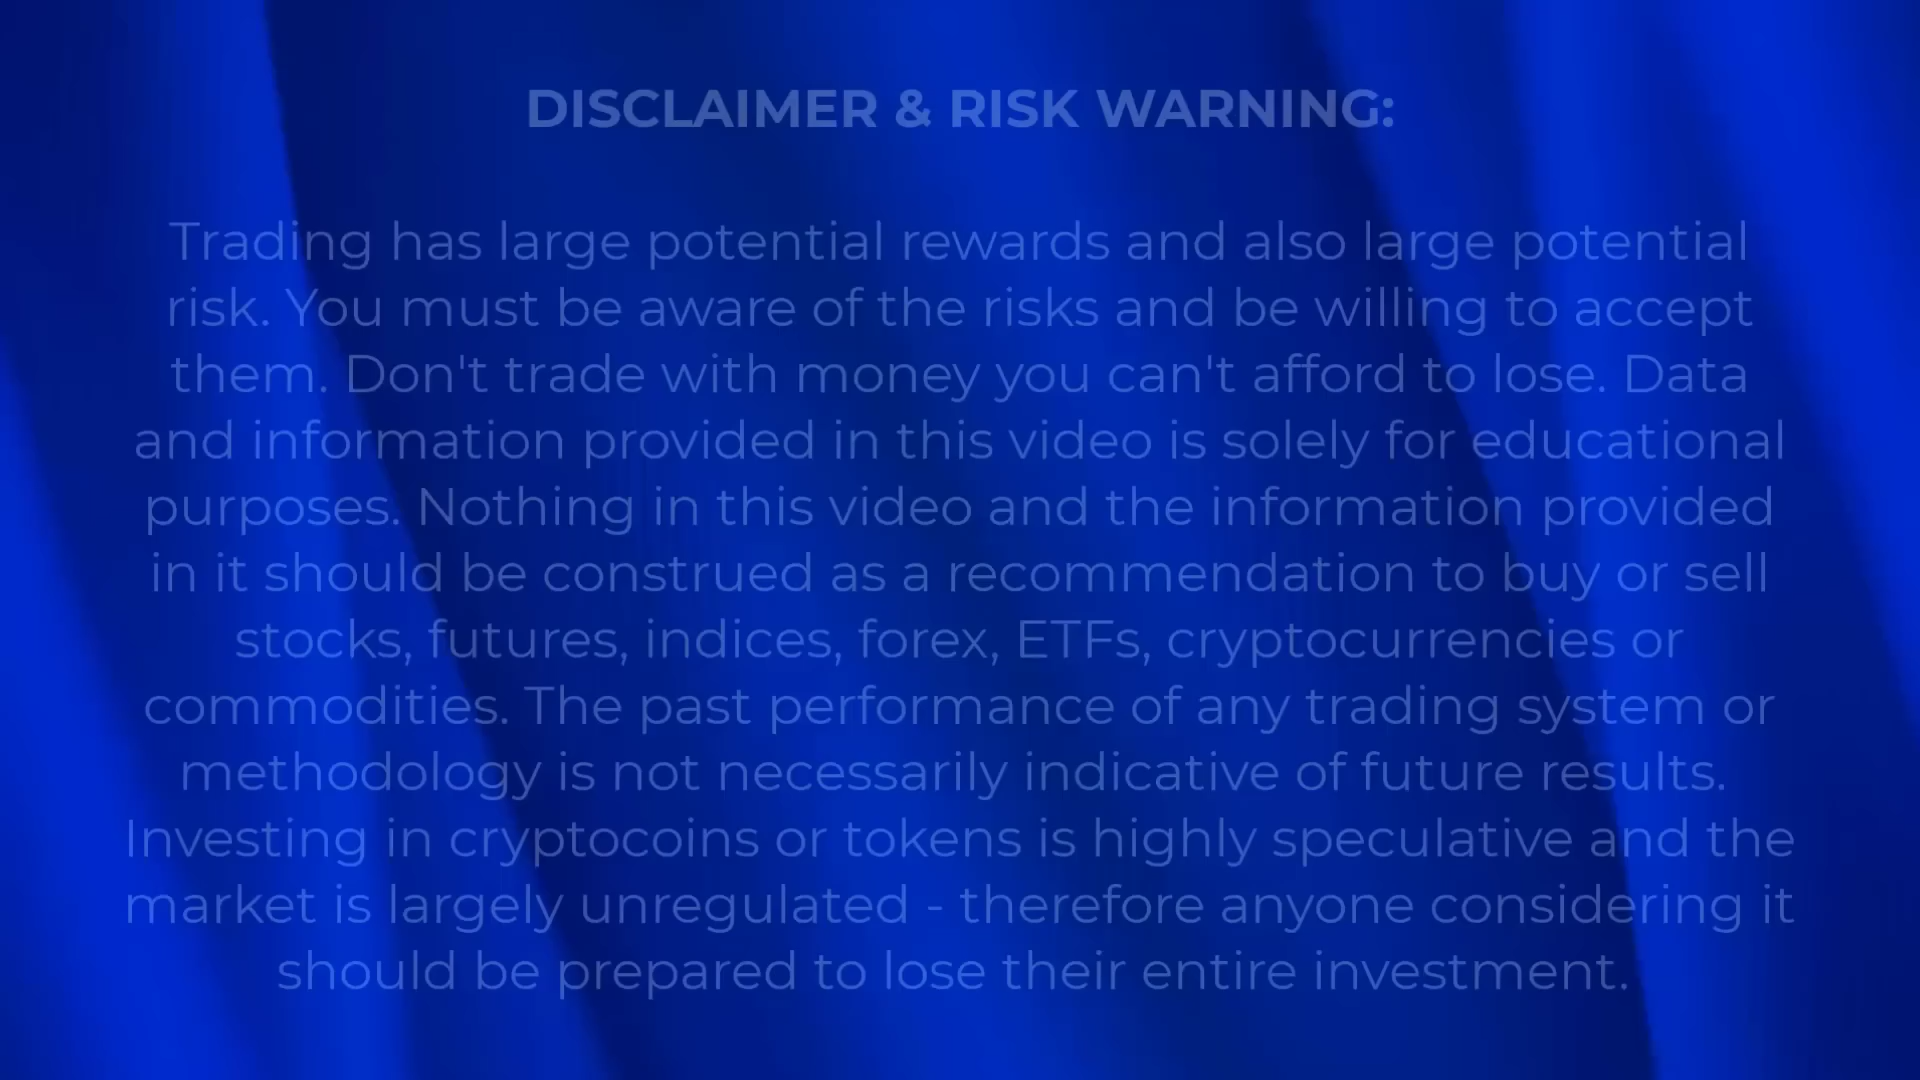 DISCLAIMER & RISK WARNING:
Trading has large potential rewards and also large potential
risk. You must be aware of the risks and be willing to accept
them. Don't trade with money you can't afford to lose. Data
and information provided in this video is solely for educational
purposes. Nothing in this video and the information provided
in it should be construed as a recommendation to buy or sell
stocks, futures, indices, forex, ETFs, cryptocurrencies or
commodities. The past performance of any trading system or
methodology is not necessarily indicative of future results.
Investing in cryptocoins or tokens is highly speculative and the
market is largely unregulated - therefore anyone considering it
should be prepared to lose their entire investment.